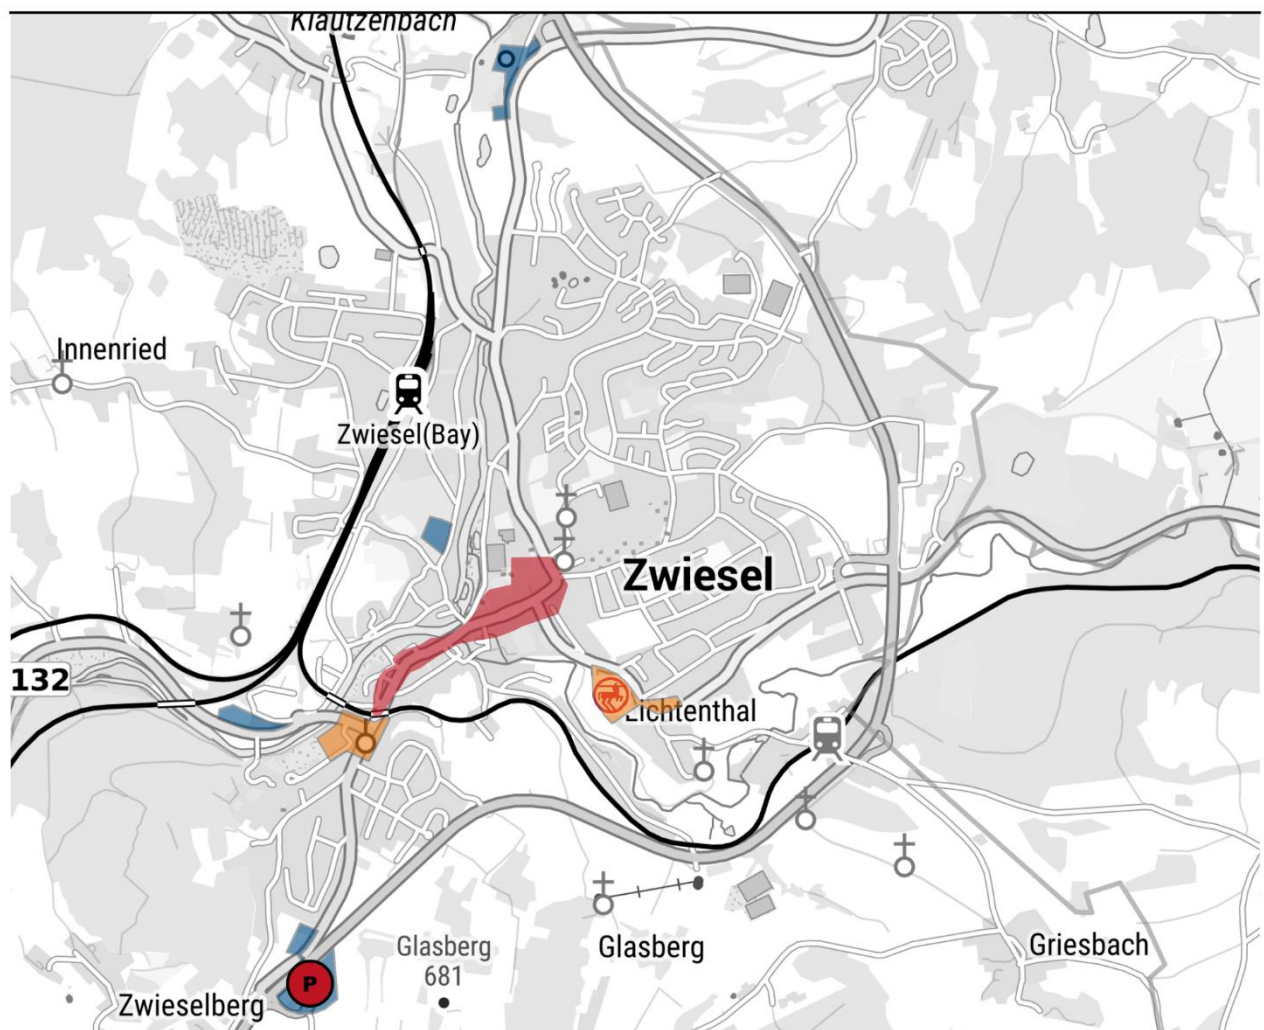 Klautzenbach
Innenried
Zwiesel(Bay)
Zwiesel
132
Lichtenthal
P
Glasberg
681
Glasberg
Griesbach
Zwieselberg